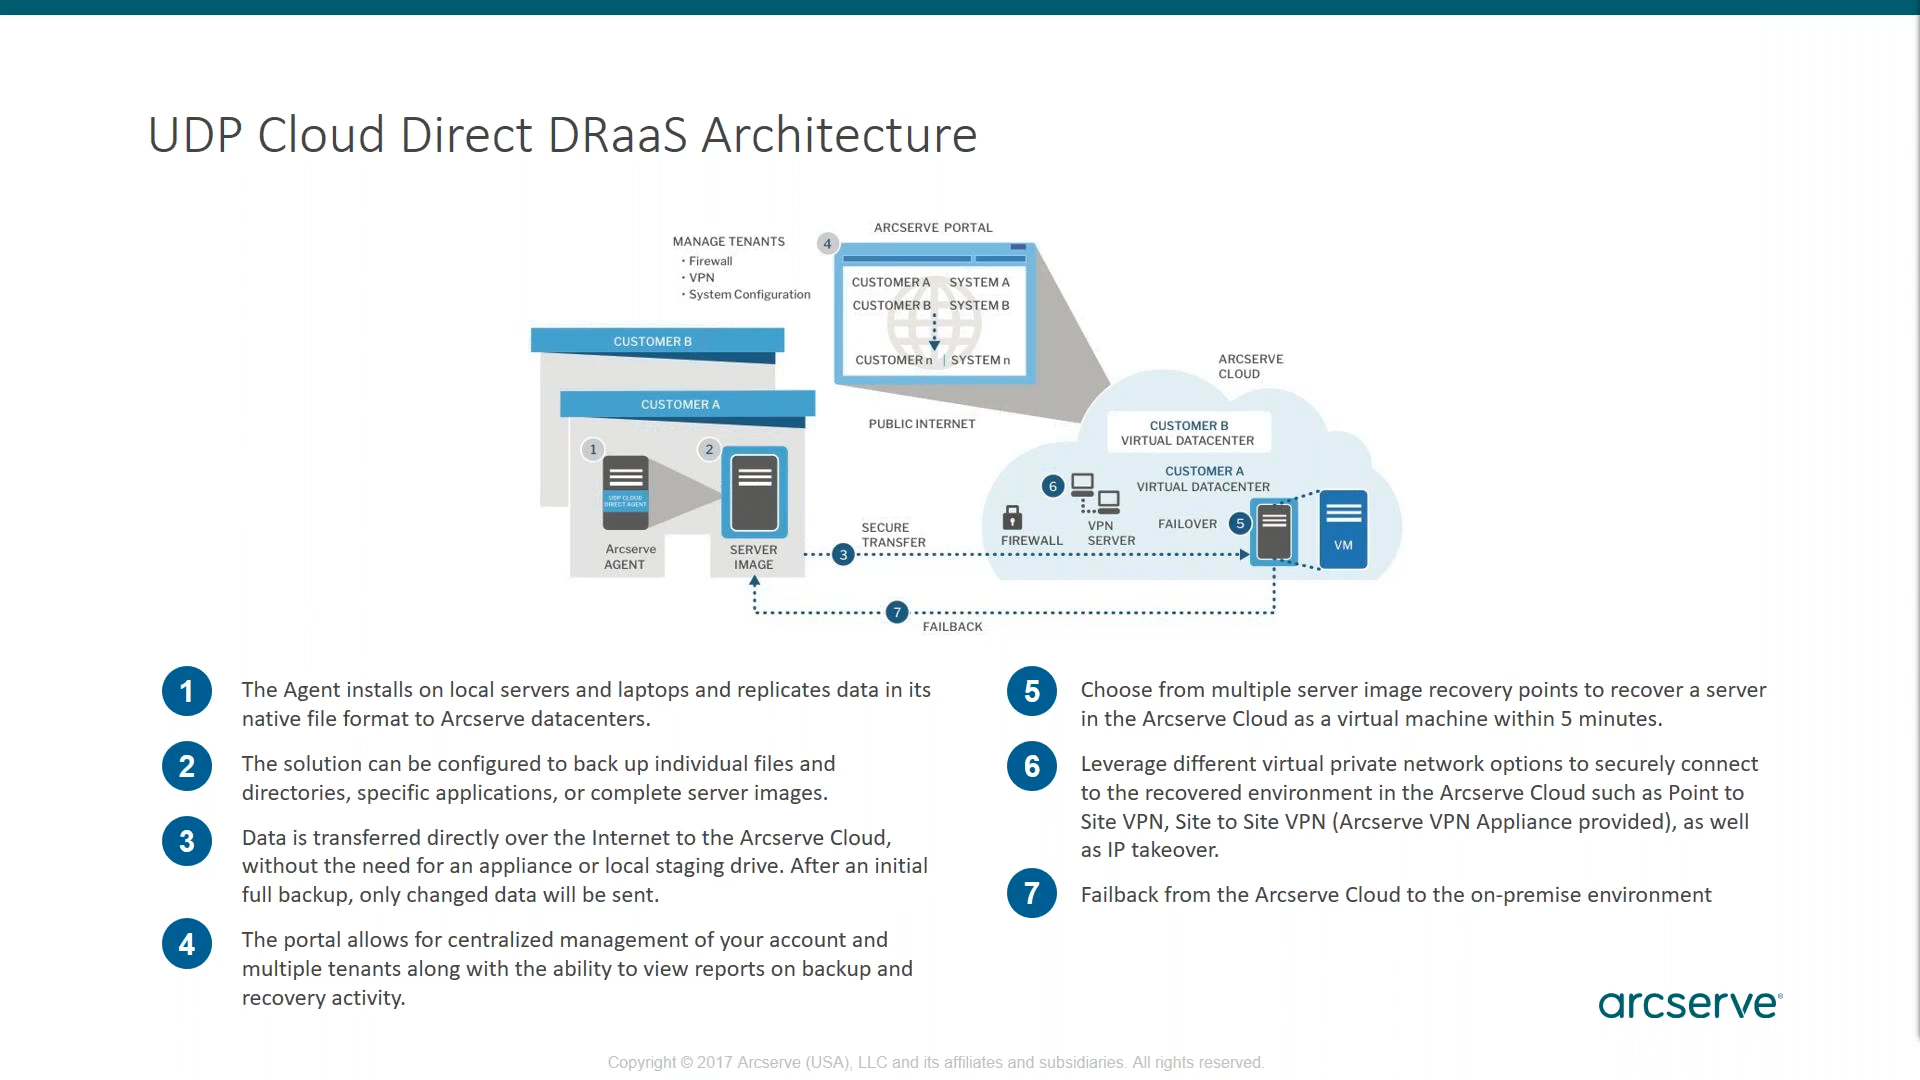 UDP Cloud Direct DRaaS Architecture
ARCSERVE PORTAL
MANAGE TENANTS
• Firewall
• VPN
• System Configuration
4
CUSTOMER A SYSTEM A
CUSTOMER B SYSTEM B
CUSTOMER n | SYSTEM n
CUSTOMER B
CUSTOMER A
1
2
UDP CLOUD
DIRECT AGENT
Arcserve
AGENT
SERVER
IMAGE
PUBLIC INTERNET
SECURE
TRANSFER
3
ARCSERVE
CLOUD
CUSTOMER B
VIRTUAL DATACENTER
CUSTOMER A
VIRTUAL DATACENTER
6
FIREWALL
VPN
SERVER
FAILOVER
5
VM
7
FAILBACK
1
The Agent installs on local servers and laptops and replicates data in its
native file format to Arcserve datacenters.
2
The solution can be configured to back up individual files and
directories, specific applications, or complete server images.
3
Data is transferred directly over the Internet to the Arcserve Cloud,
without the need for an appliance or local staging drive. After an initial
full backup, only changed data will be sent.
4
The portal allows for centralized management of your account and
multiple tenants along with the ability to view reports on backup and
recovery activity.
5
Choose from multiple server image recovery points to recover a server
in the Arcserve Cloud as a virtual machine within 5 minutes.
6
Leverage different virtual private network options to securely connect
to the recovered environment in the Arcserve Cloud such as Point to
Site VPN, Site to Site VPN (Arcserve VPN Appliance provided), as well
as IP takeover.
7
Failback from the Arcserve Cloud to the on-premise environment
arcserve®
Copyright © 2017 Arcserve (USA), LLC and its affiliates and subsidiaries. All rights reserved.